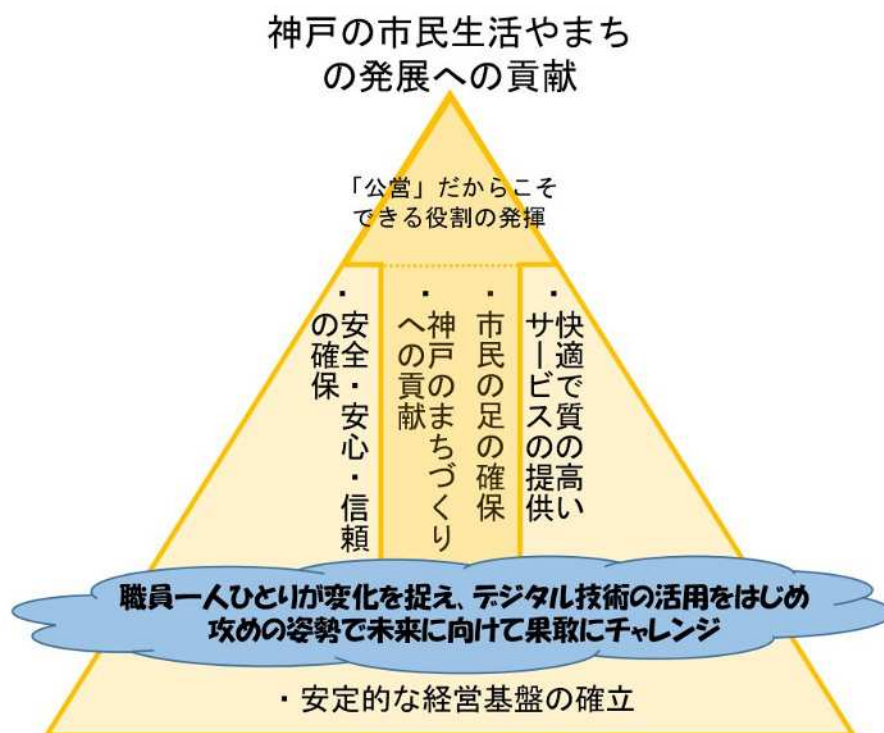 神戸の市民生活やまち
の発展への貢献
「公営」だからこそ
できる役割の発揮
・快適で質の高い
サービスの提供
・市民の足の確保
・神戸のまちづくり
への貢献
・安全・安心・信頼
の確保
職員一人ひとりが変化を捉え、デジタル技術の活用をはじめ
攻めの姿勢で未来に向けて果敢にチャレンジ
・安定的な経営基盤の確立